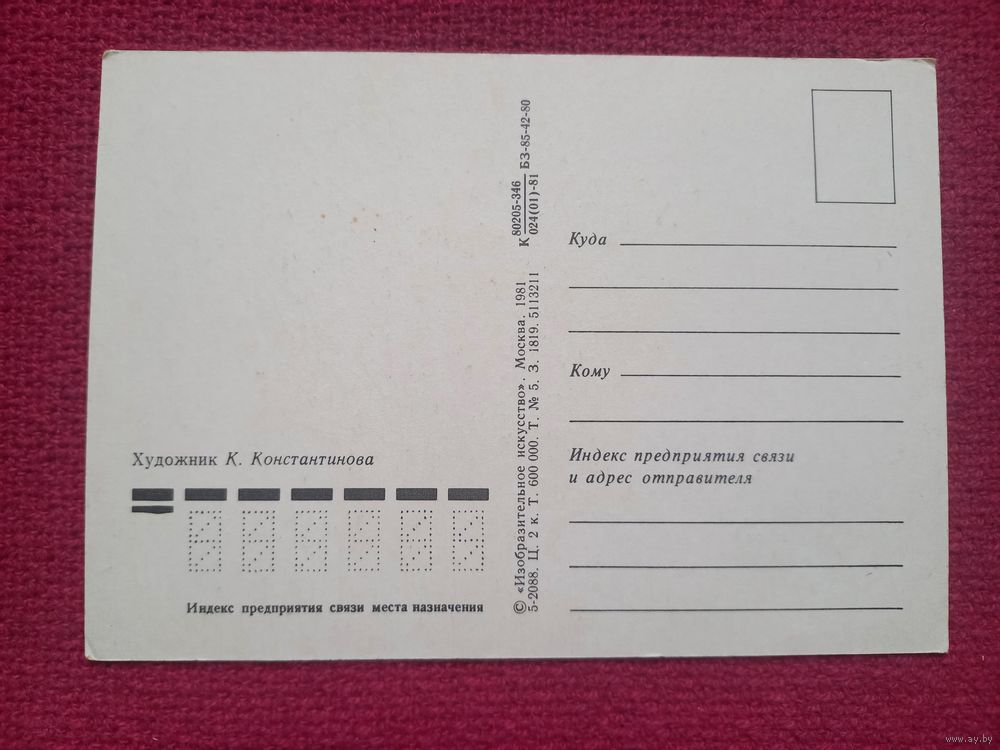 Художник К. Константинова
Индекс предприятия связи места назначения
© «Изобразительное искусство». Москва. 1981
5-2088. Ц. 2 к. Т. 600 000. Т. № 5. З. 1819. 5113211
К 80205-346
024(01)-81 БЗ-85-42-80
Куда
Кому
Индекс предприятия связи
и адрес отправителя
www.ay.by